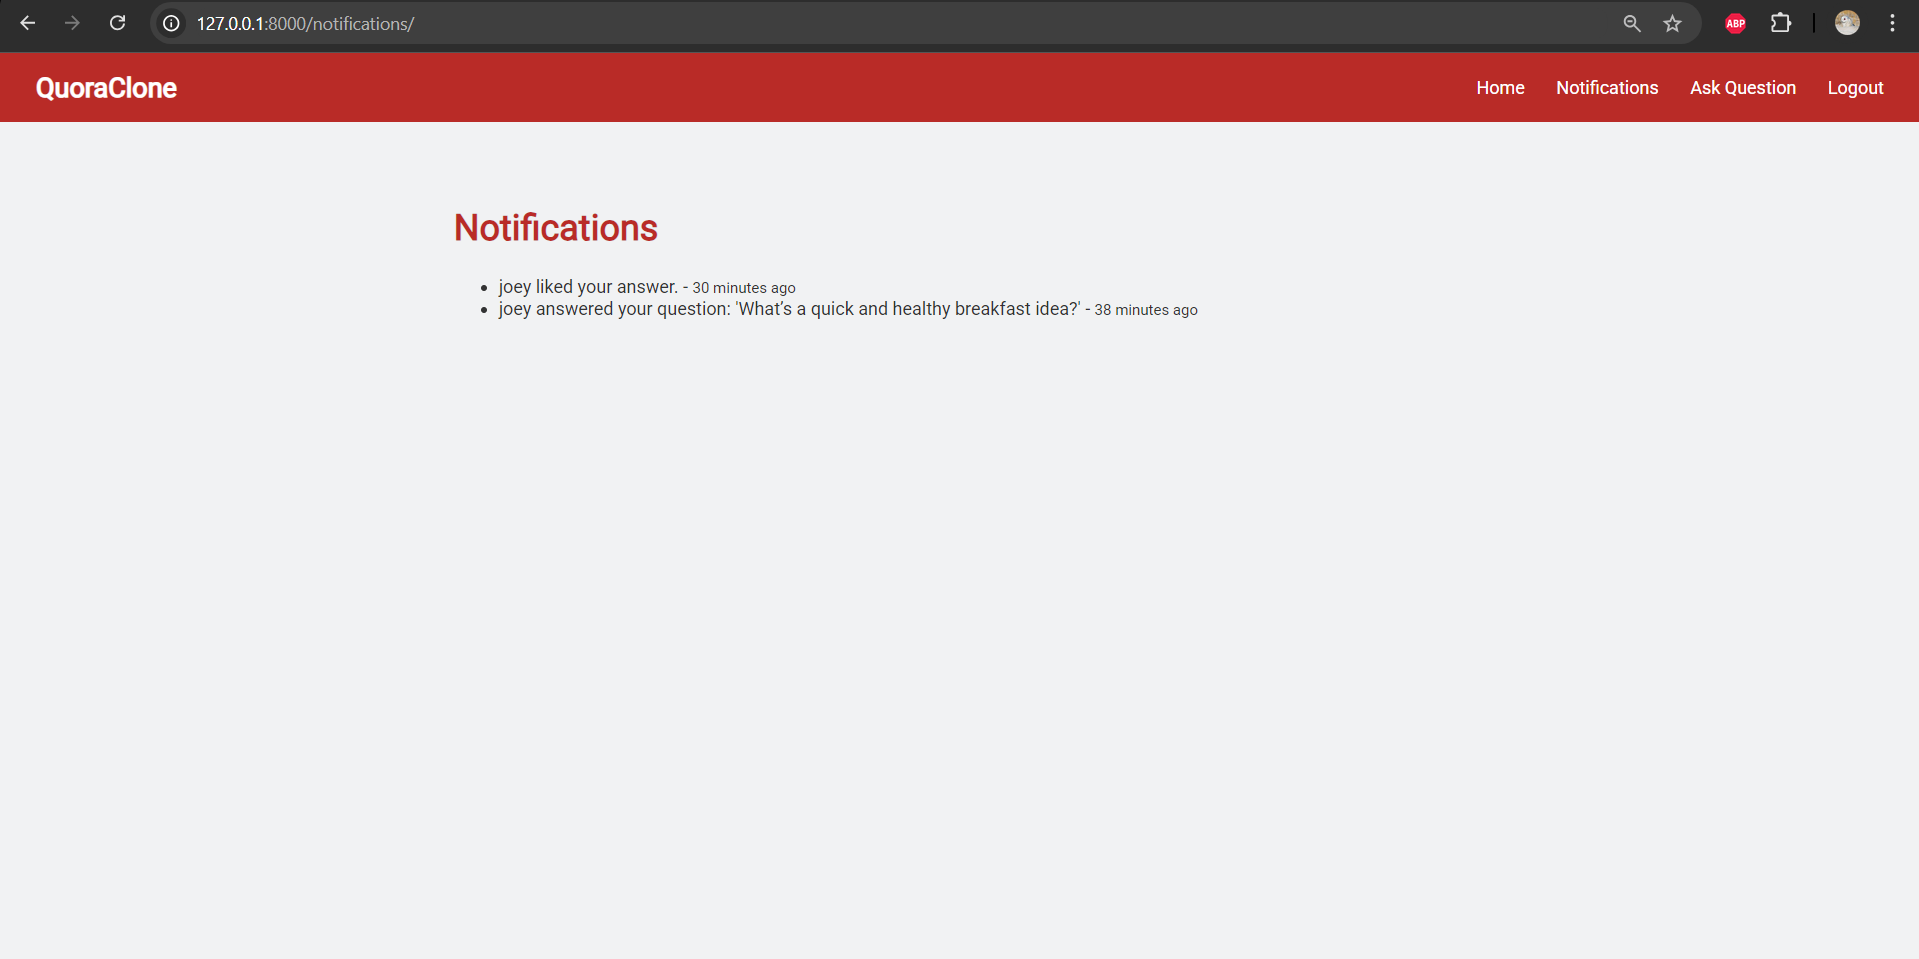 127.0.0.1:8000/notifications/
ABP
QuoraClone
Home Notifications Ask Question Logout
Notifications
joey liked your answer. - 30 minutes ago
joey answered your question: 'What’s a quick and healthy breakfast idea?' - 38 minutes ago